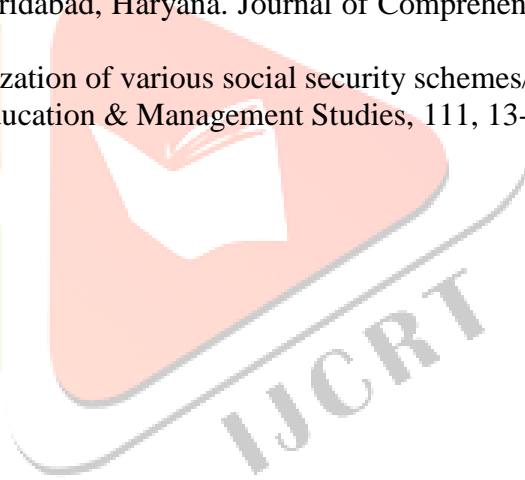 ridabad, Haryana. Journal of Comprehen
zation of various social security schemes/
ucation & Management Studies, 111, 13-
IJCRT